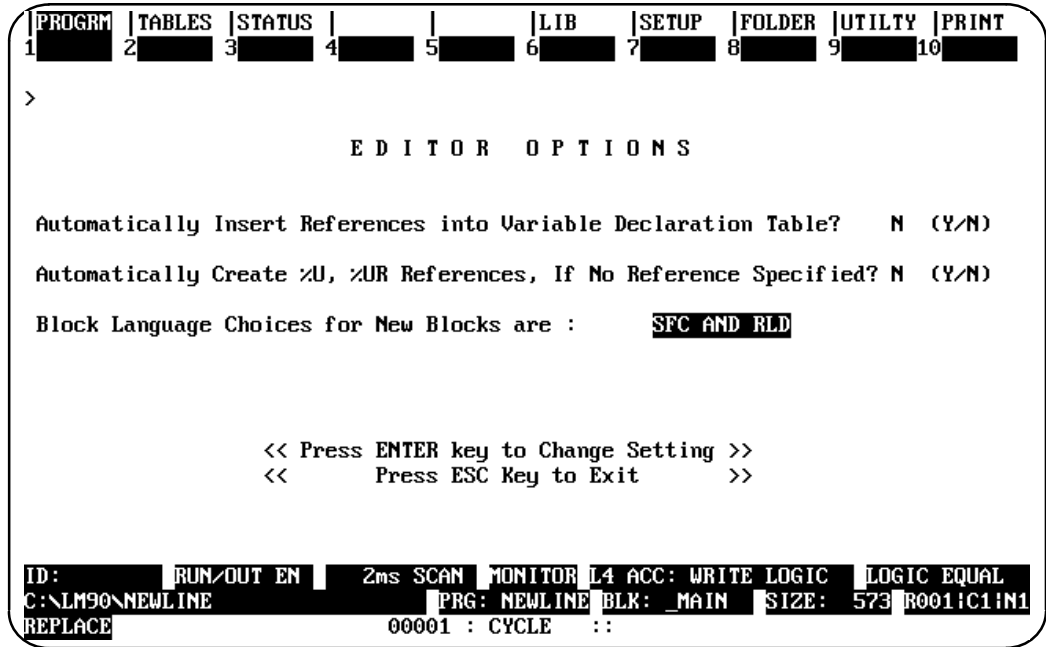 |PROGRM |TABLES |STATUS | | |LIB |SETUP |FOLDER |UTILTY |PRINT
1 2 3 4 5 6 7 8 9 10
>
E D I T O R O P T I O N S
Automatically Insert References into Variable Declaration Table? N (Y/N)
Automatically Create %U, %UR References, If No Reference Specified? N (Y/N)
Block Language Choices for New Blocks are : SFC AND RLD
<< Press ENTER key to Change Setting >>
<< Press ESC Key to Exit >>
ID: RUN/OUT EN 2ms SCAN MONITOR L4 ACC: WRITE LOGIC LOGIC EQUAL
C:\LM90\NEWLINE PRG: NEWLINE BLK: _MAIN SIZE: 573 R001¦C1¦N1
REPLACE 00001 : CYCLE ::